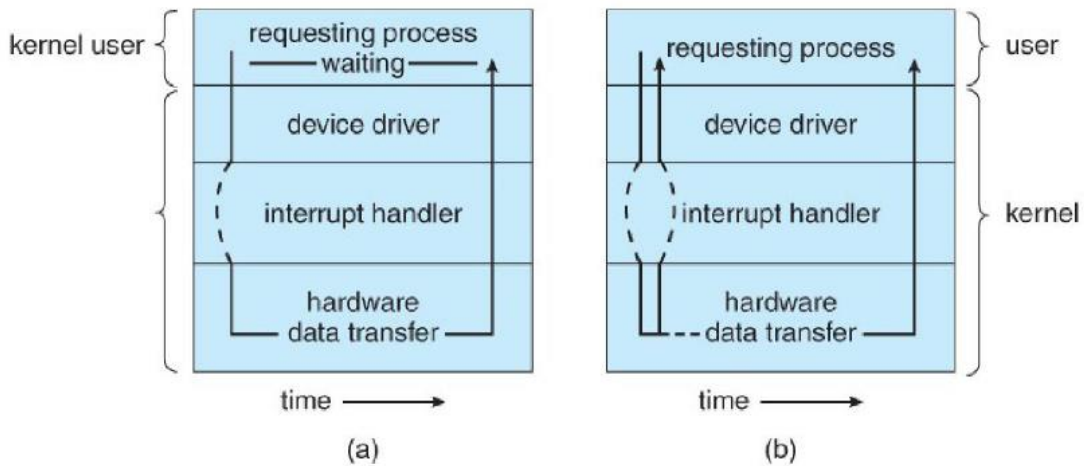 kernel user
requesting process
waiting
device driver
interrupt handler
hardware
data transfer
time
(a)
requesting process
user
device driver
interrupt handler
kernel
hardware
data transfer
time
(b)